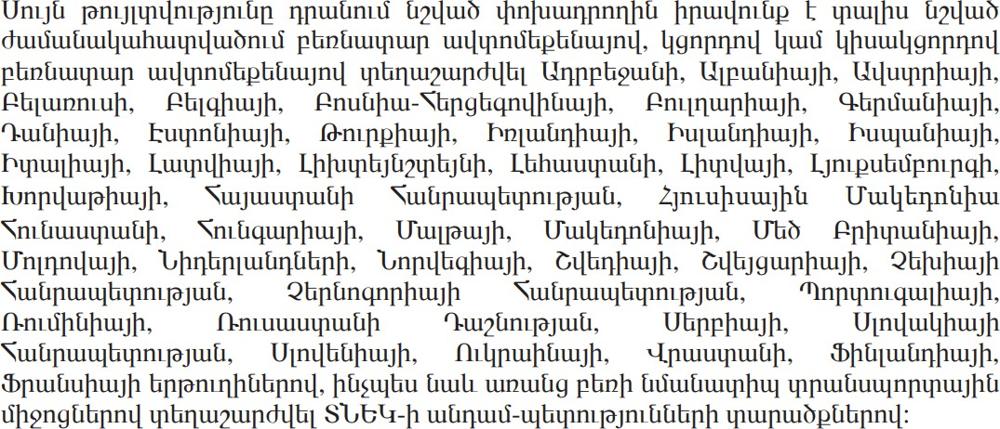 Սույն թույլտվությունը դրանում նշված փոխադրողին իրավունք է տալիս նշված
ժամանակահատվածում բեռնատար ավտոմեքենայով, կցորդով կամ կիսակցորդով
բեռնատար ավտոմեքենայով տեղաշարժվել Ադրբեջանի, Ալբանիայի, Ավստրիայի,
Բելառուսի, Բելգիայի, Բոսնիա-Հերցեգովինայի, Բուլղարիայի, Գերմանիայի,
Դանիայի, Էստոնիայի, Թուրքիայի, Իռլանդիայի, Իսլանդիայի, Իսպանիայի,
Իտալիայի, Լատվիայի, Լիխտեյնշտեյնի, Լեհաստանի, Լիտվայի, Լյուքսեմբուրգի,
Խորվաթիայի, Հայաստանի Հանրապետության, Հյուսիսային Մակեդոնիա
Հունաստանի, Հունգարիայի, Մալթայի, Մակեդոնիայի, Մեծ Բրիտանիայի,
Մոլդովայի, Նիդերլանդների, Նորվեգիայի, Շվեդիայի, Շվեյցարիայի, Չեխիայի
Հանրապետության, Չերնոգորիայի Հանրապետության, Պորտուգալիայի,
Ռումինիայի, Ռուսաստանի Դաշնության, Սերբիայի, Սլովակիայի
Հանրապետության, Սլովենիայի, Ուկրաինայի, Վրաստանի, Ֆինլանդիայի,
Ֆրանսիայի երթուղիներով, ինչպես նաև առանց բեռի նմանատիպ տրանսպորտային
միջոցներով տեղաշարժվել ՏՆԵԿ-ի անդամ-պետությունների տարածքներով: